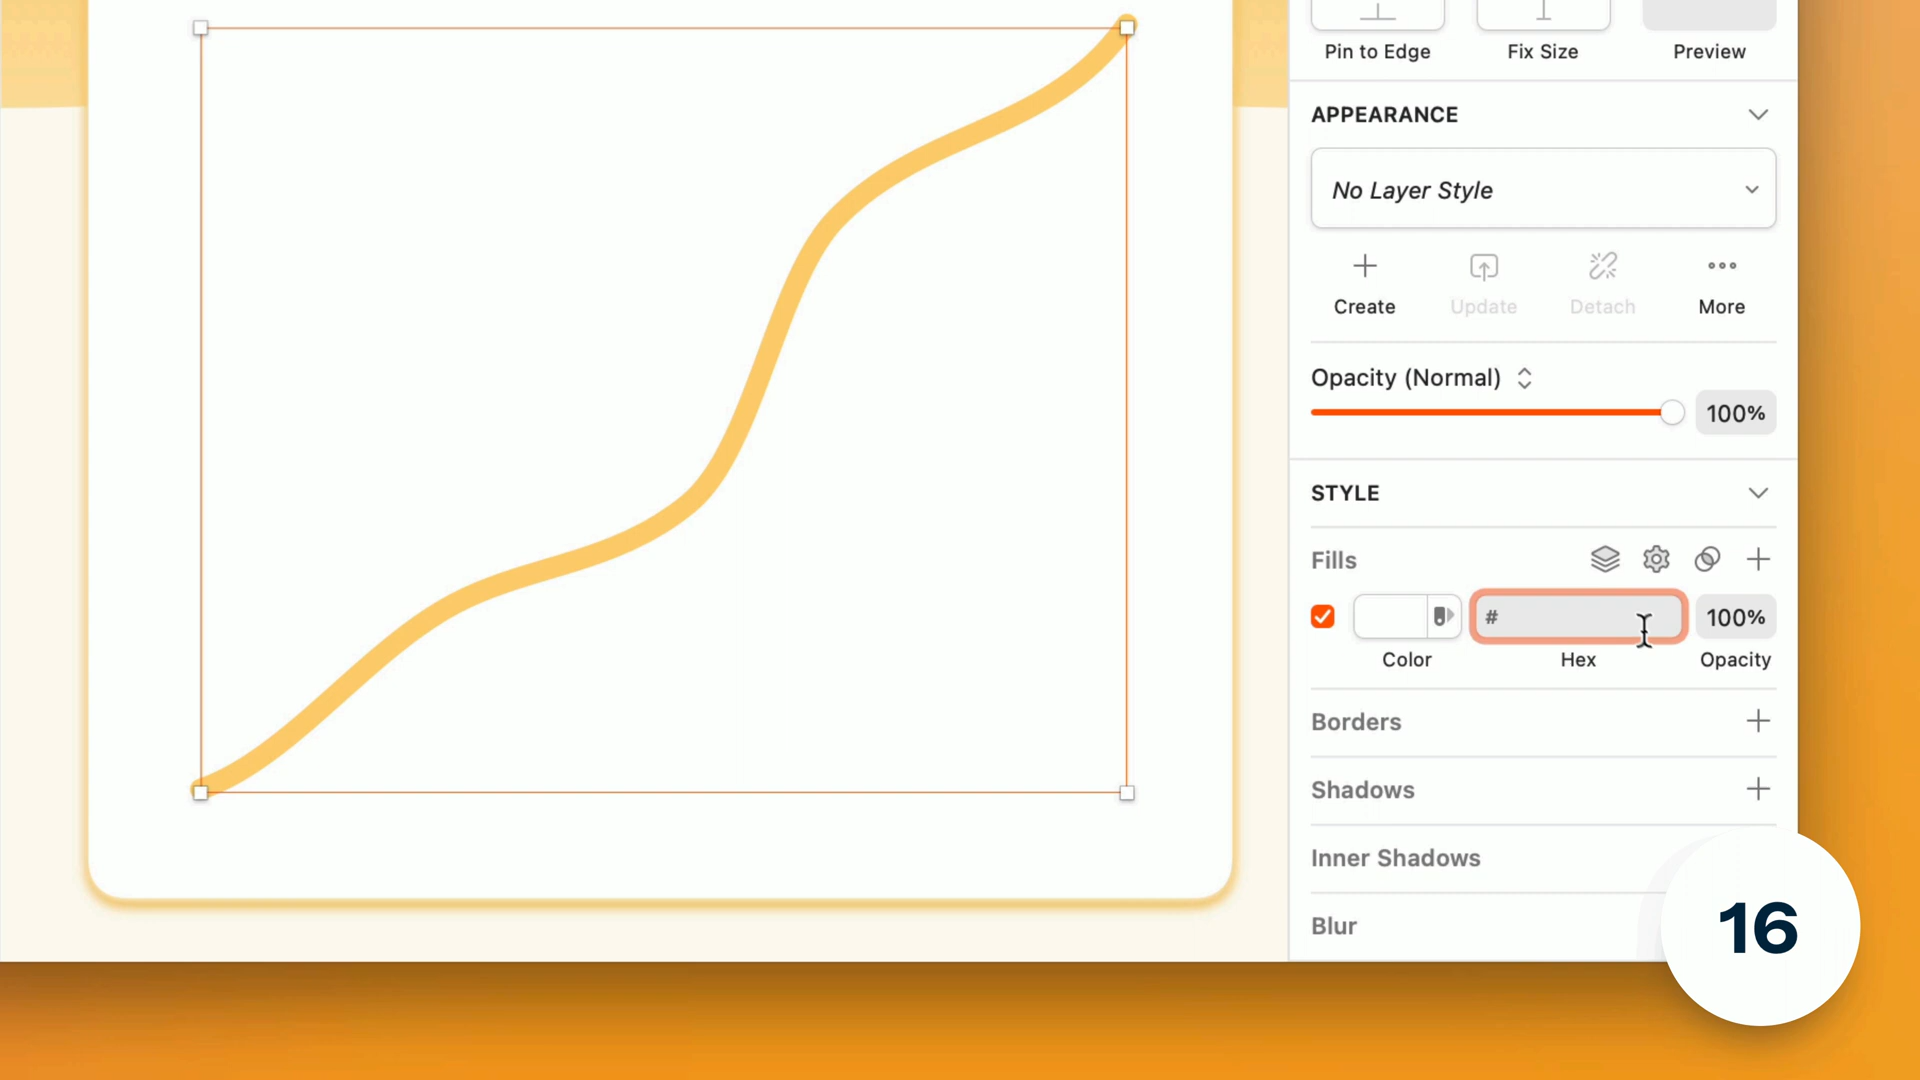 Pin to Edge
Fix Size
Preview
APPEARANCE
No Layer Style
Create
Update
Detach
More
Opacity (Normal)
100%
STYLE
Fills
#
100%
Color
Hex
Opacity
Borders
Shadows
Inner Shadows
Blur
16